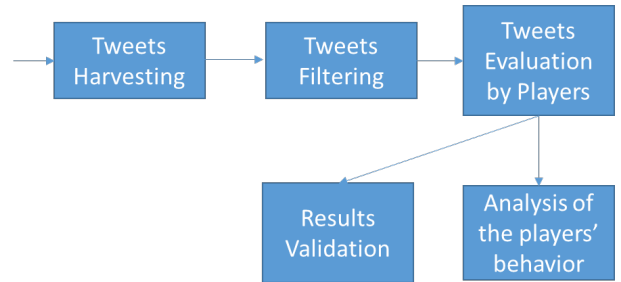 Tweets
Harvesting
Tweets
Filtering
Tweets
Evaluation
by Players
Results
Validation
Analysis of
the players’
behavior